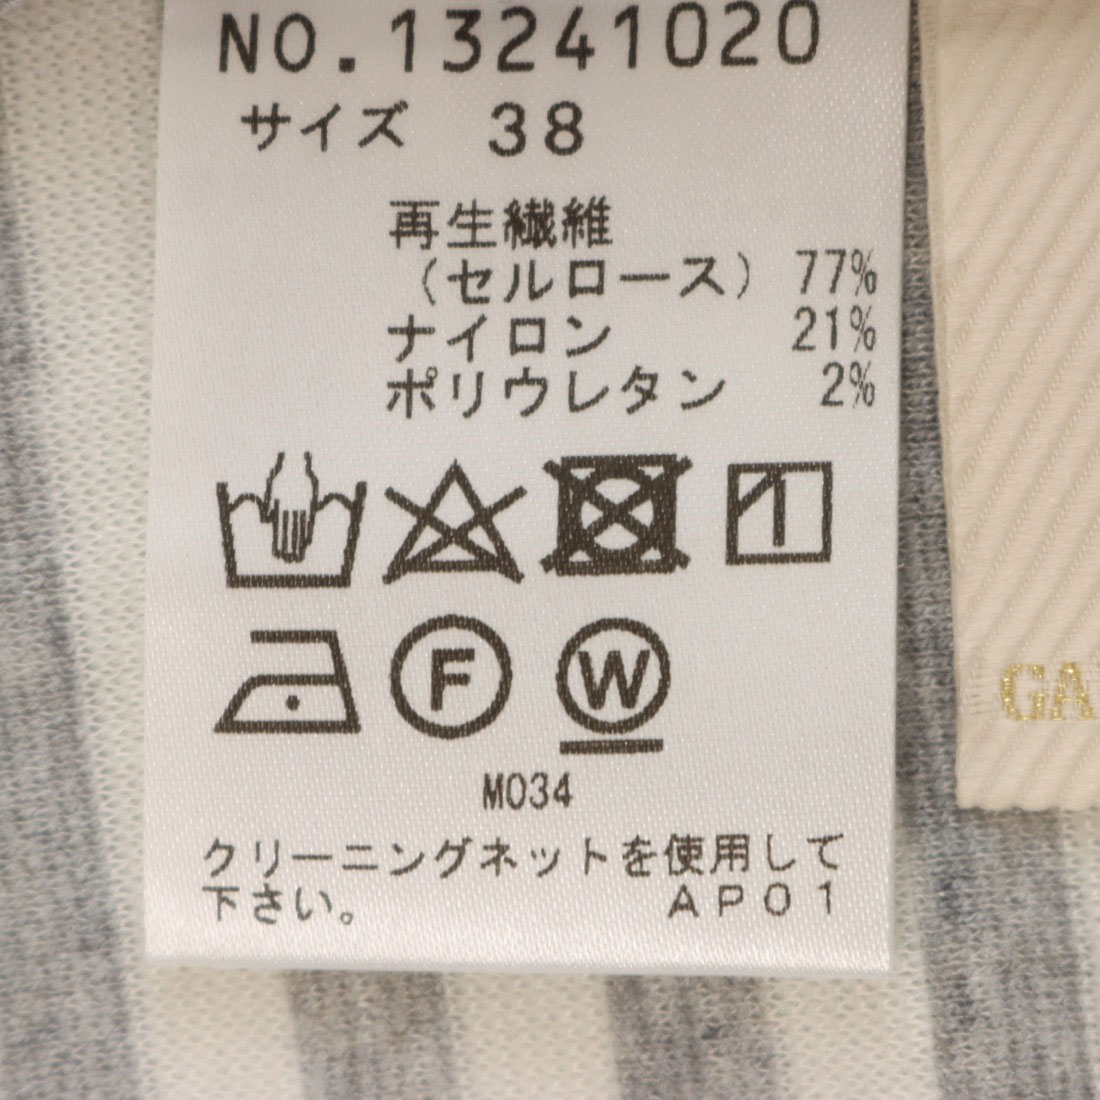 NO.13241020
サイズ 38
再生繊維
（セルロース） 77%
ナイロン 21%
ポリウレタン 2%
F W
M034
クリーニングネットを使用して
下さい。 AP01
GA